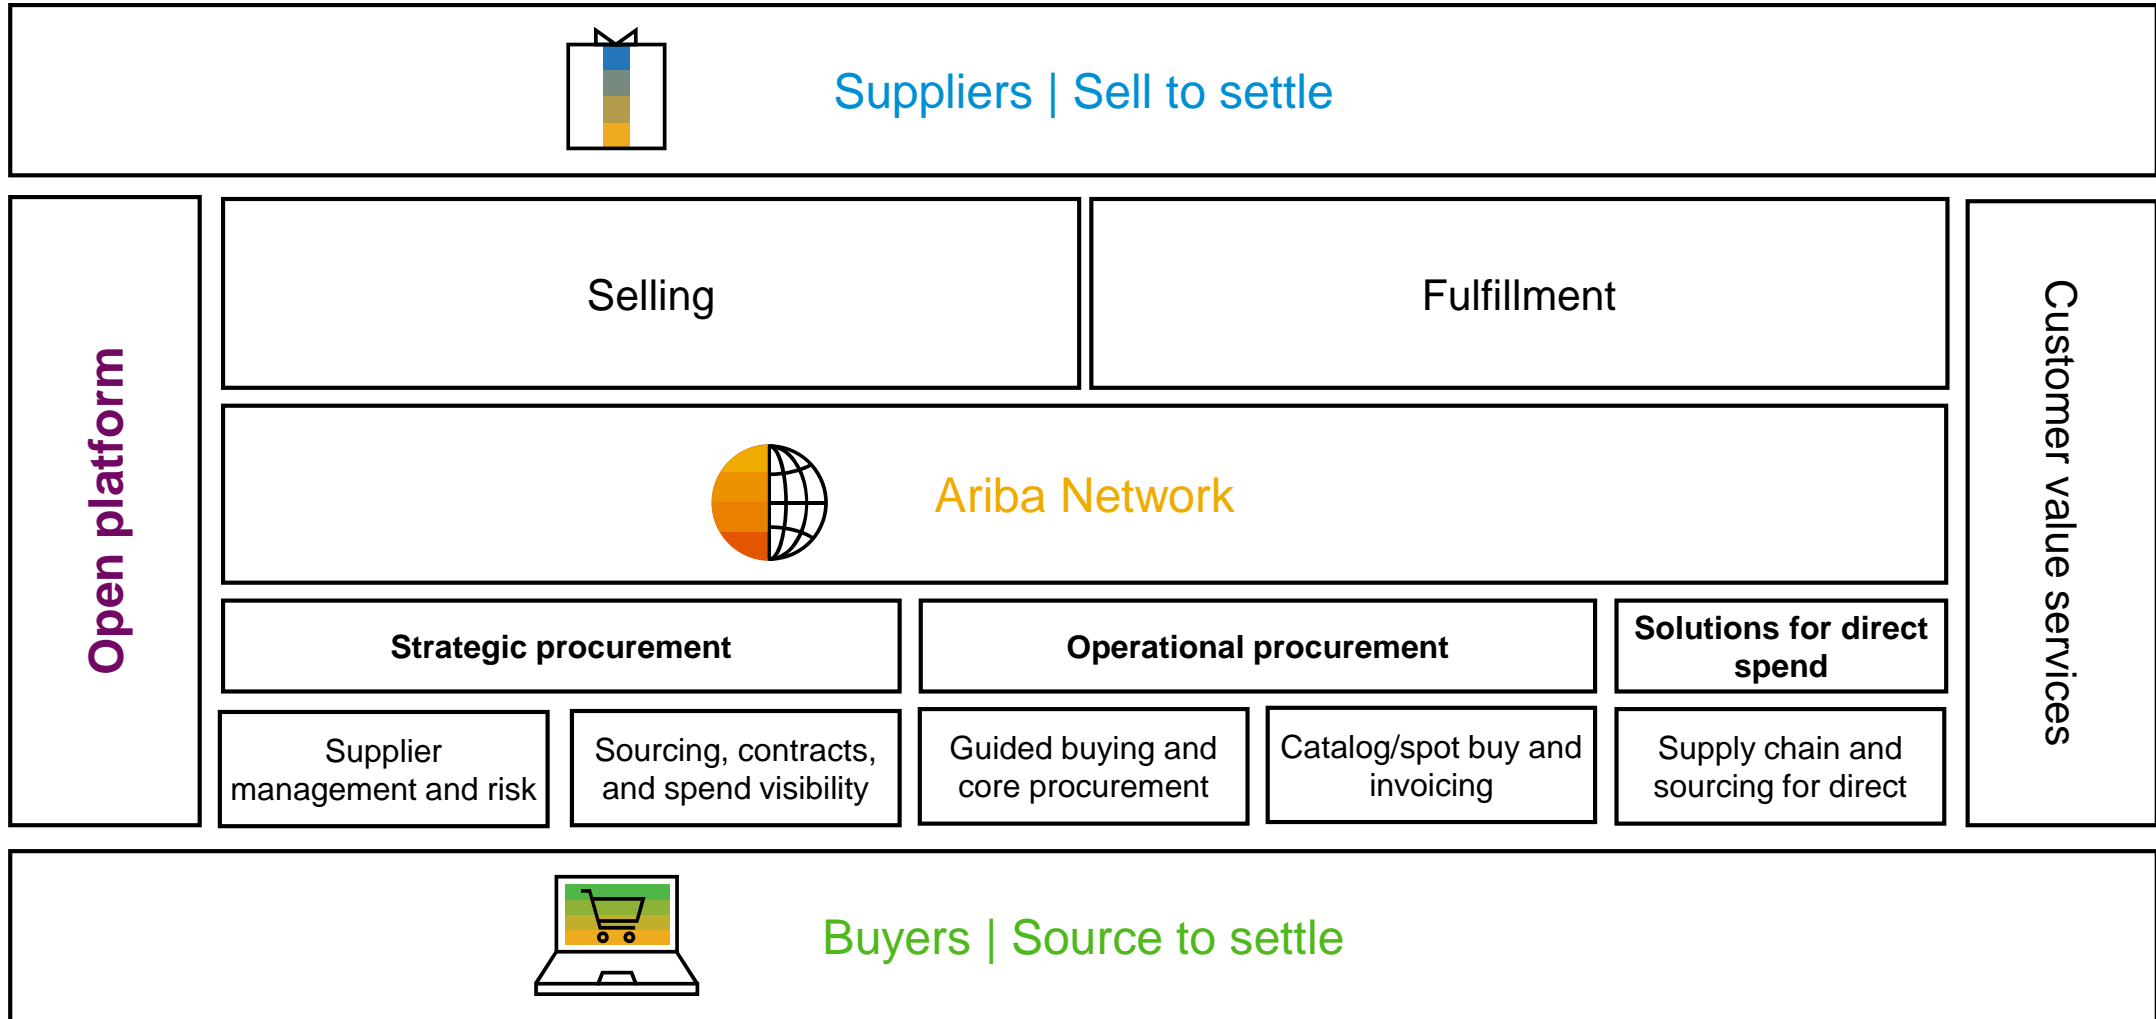 Suppliers | Sell to settle
Open platform
Selling
Fulfillment
Customer value services
Ariba Network
Strategic procurement
Operational procurement
Solutions for direct
spend
Supplier
management and risk
Sourcing, contracts,
and spend visibility
Guided buying and
core procurement
Catalog/spot buy and
invoicing
Supply chain and
sourcing for direct
Buyers | Source to settle